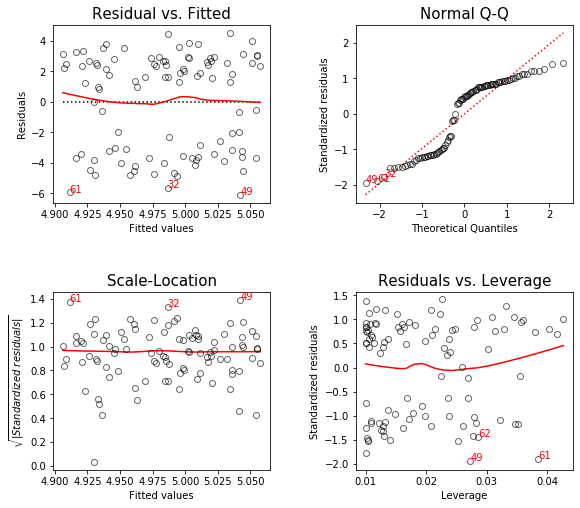 Residual vs. Fitted
Residuals
4
2
0
−2
−4
−6
61
32
49
4.900 4.925 4.950 4.975 5.000 5.025 5.050
Fitted values
Normal Q-Q
Standardized residuals
2
1
0
−1
−2
49
61
32
−2 −1 0 1 2
Theoretical Quantiles
Scale-Location
√|Standardized residuals|
1.4
1.2
1.0
0.8
0.6
0.4
0.2
0.0
61
32
49
4.900 4.925 4.950 4.975 5.000 5.025 5.050
Fitted values
Residuals vs. Leverage
Standardized residuals
1.5
1.0
0.5
0.0
−0.5
−1.0
−1.5
−2.0
62
49
91
0.01 0.02 0.03 0.04
Leverage